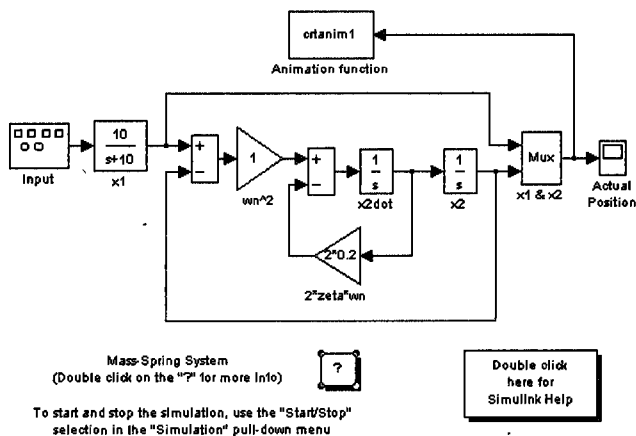 crtanim1
Animation function
10
s+10
x1
Input
+
−
1
wn^2
+
−
1
s
x2dot
1
s
x2
Mux
x1 & x2
Actual
Position
2*0.2
2*zeta*wn
Mass-Spring System
(Double click on the "?" for more info)
?
To start and stop the simulation, use the "Start/Stop"
selection in the "Simulation" pull-down menu
Double click
here for
Simulink Help